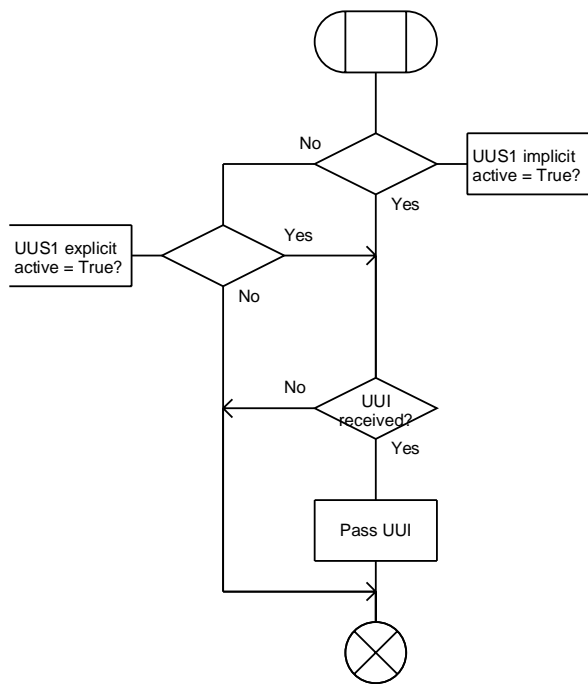 No
UUS1 implicit
active = True?
Yes
UUS1 explicit
active = True?
Yes
No
No
UUI
received?
Yes
Pass UUI